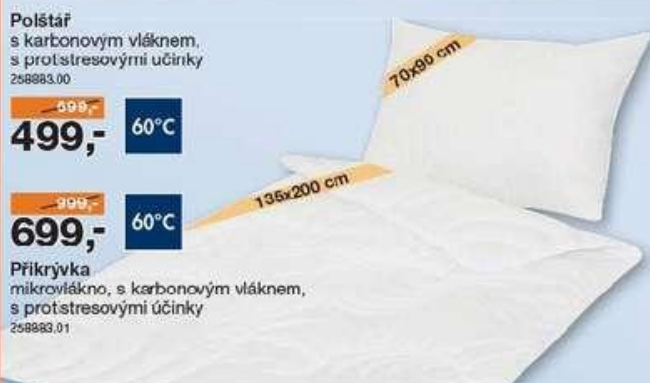 Polštář
s karbonovým vláknem,
s protistresovými účinky
258883.00
699,-
499,-
60°C
70x90 cm
999,-
699,-
60°C
135x200 cm
Přikrývka
mikrovlákno, s karbonovým vláknem,
s protistresovými účinky
258883.01